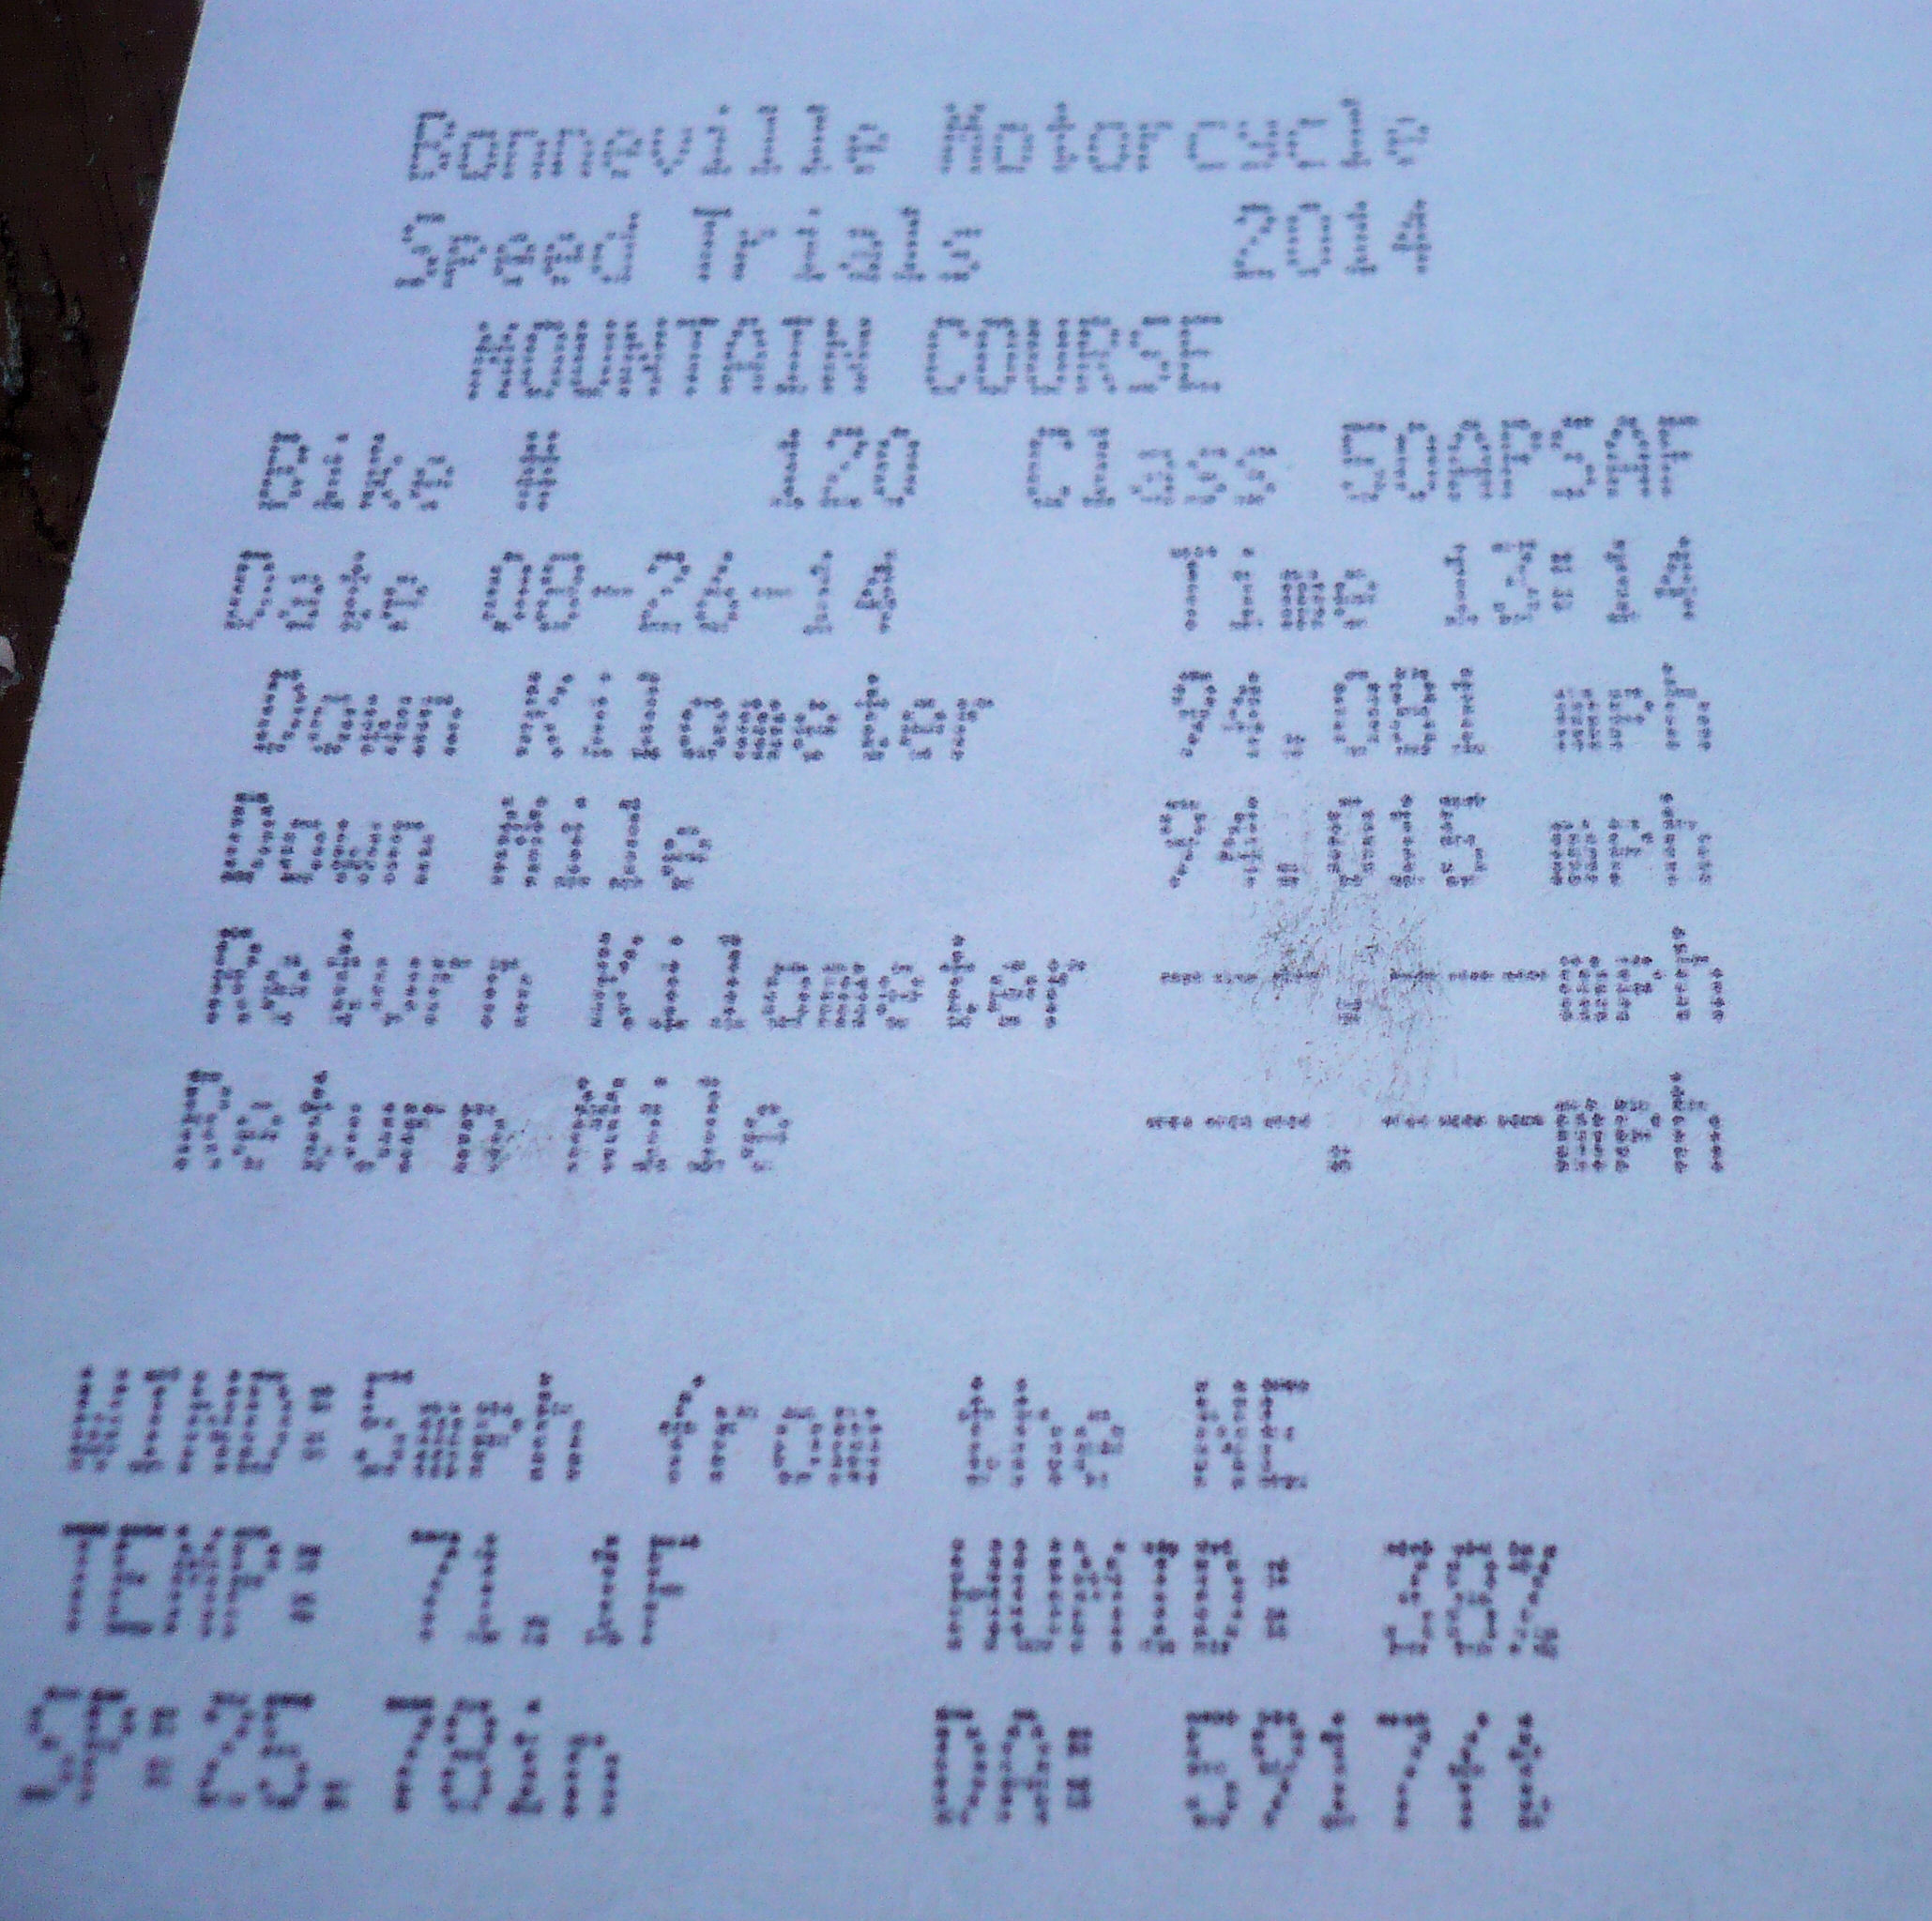 Bonneville Motorcycle
Speed Trials 2014
MOUNTAIN COURSE
Bike # 120 Class 50APSAF
Date 08-26-14 Time 13:14
Down Kilometer 94.081 mph
Down Mile 94.015 mph
Return Kilometer ---.---mph
Return Mile ---.---mph
WIND:5mph from the NE
TEMP: 71.1F HUMID: 38%
SP:25.78in DA: 5917ft